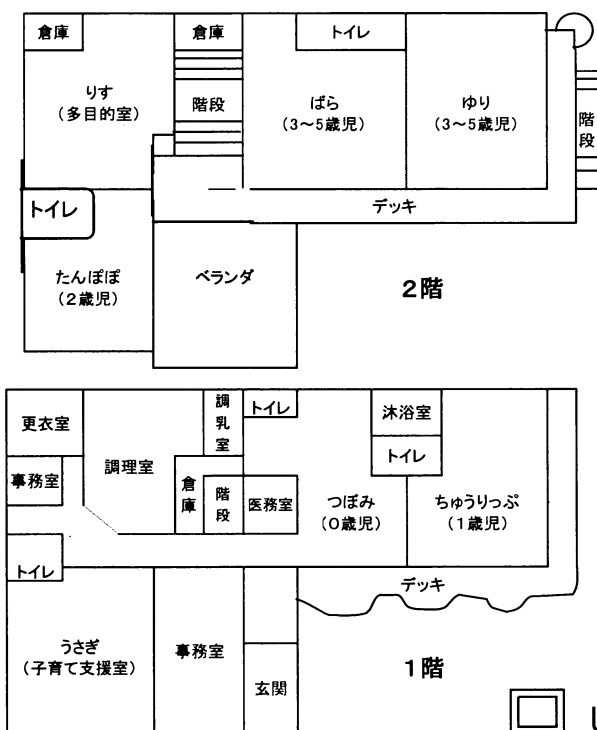 倉庫
倉庫
トイレ
りす
(多目的室)
階段
ばら
(3~5歳児)
ゆり
(3~5歳児)
階段
トイレ
デッキ
たんぽぽ
(2歳児)
ベランダ
2階
更衣室
調乳室
トイレ
沐浴室
事務室
調理室
倉庫
階段
医務室
つぼみ
(0歳児)
トイレ
ちゅうりっぷ
(1歳児)
トイレ
デッキ
うさぎ
(子育て支援室)
事務室
玄関
1階